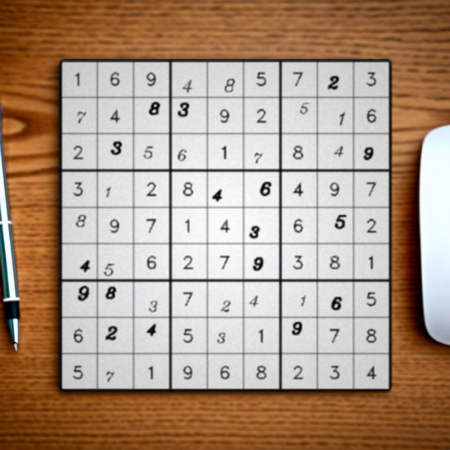 1 6 9 4 8 5 7 2 3
7 4 8 3 9 2 5 1 6
2 3 5 6 1 7 8 4 9
3 1 2 8 4 6 4 9 7
8 9 7 1 4 3 6 5 2
4 5 6 2 7 9 3 8 1
9 8 3 7 2 4 1 6 5
6 2 4 5 3 1 9 7 8
5 7 1 9 6 8 2 3 4